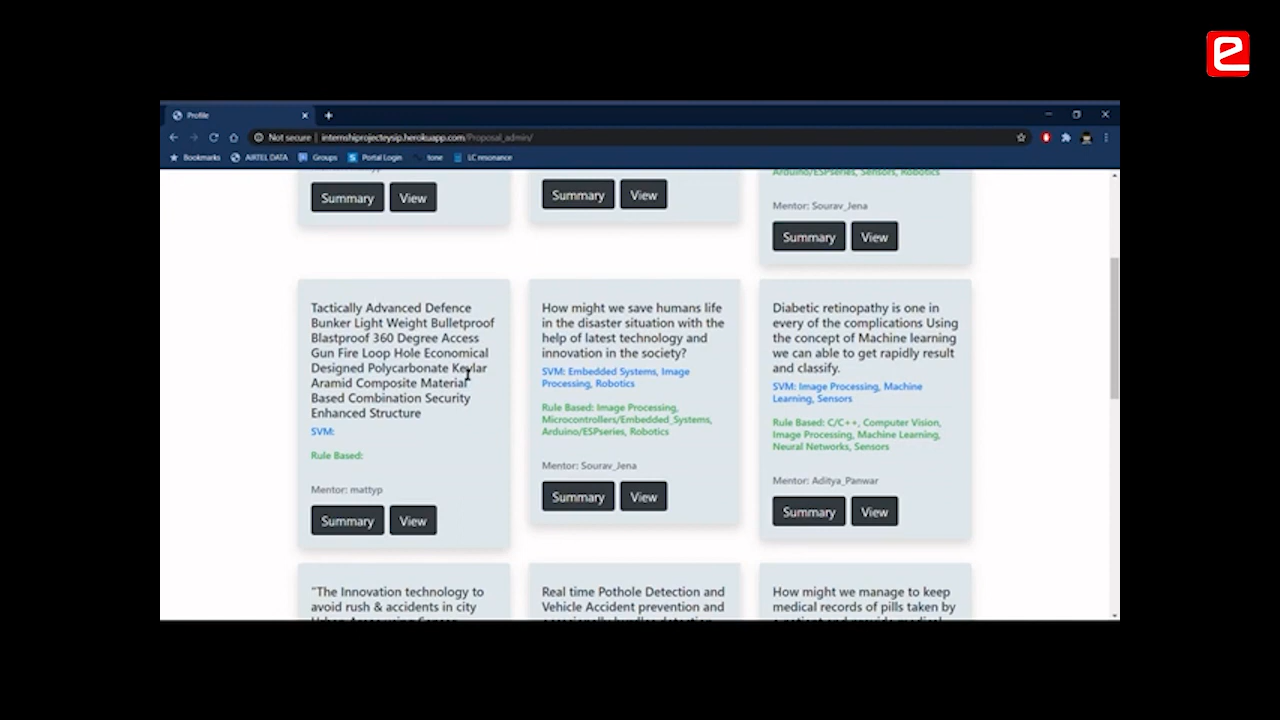 Profile
Not secure | internshiprojecteysip.herokuapp.com/Proposal_admin/
Bookmarks AIRTEL DATA Groups Portal Login tone LC resonance
Arduino/ESPseries, Sensors, Robotics
Mentor: Sourav_Jena
Summary View
Summary View
Summary View
Tactically Advanced Defence
Bunker Light Weight Bulletproof
Blastproof 360 Degree Access
Gun Fire Loop Hole Economical
Designed Polycarbonate Kevlar
Aramid Composite Material
Based Combination Security
Enhanced Structure
SVM:
Rule Based:
Mentor: mattyp
Summary View
How might we save humans life
in the disaster situation with the
help of latest technology and
innovation in the society?
SVM: Embedded Systems, Image
Processing, Robotics
Rule Based: Image Processing,
Microcontrollers/Embedded_Systems,
Arduino/ESPseries, Robotics
Mentor: Sourav_Jena
Summary View
Diabetic retinopathy is one in
every of the complications Using
the concept of Machine learning
we can able to get rapidly result
and classify.
SVM: Image Processing, Machine
Learning, Sensors
Rule Based: C/C++, Computer Vision,
Image Processing, Machine Learning,
Neural Networks, Sensors
Mentor: Aditya_Panwar
Summary View
"The Innovation technology to
avoid rush & accidents in city
Real time Pothole Detection and
Vehicle Accident prevention and
How might we manage to keep
medical records of pills taken by